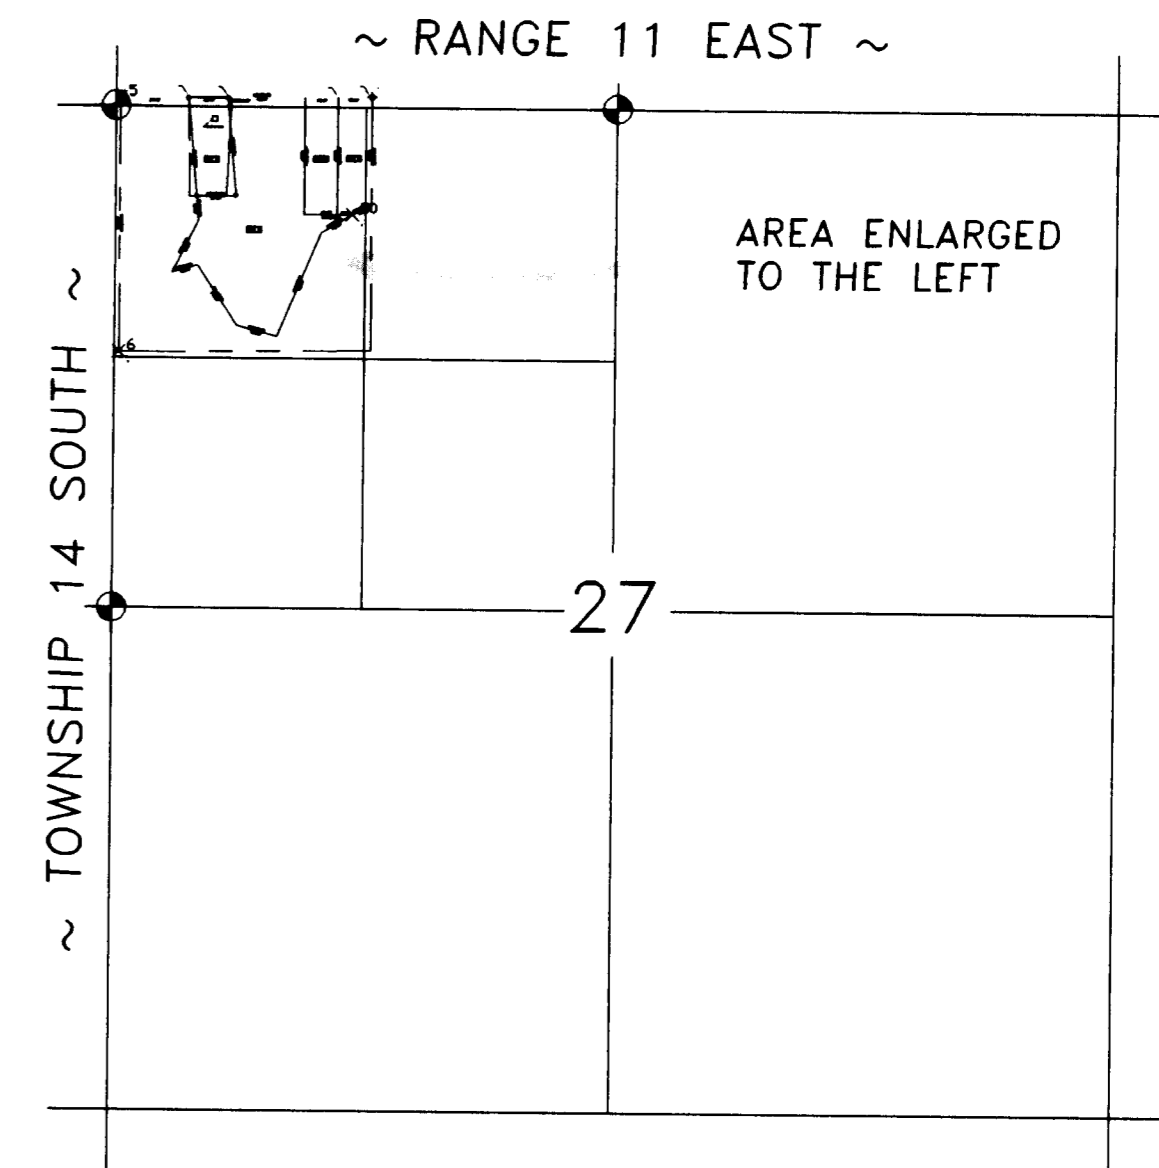 ~ RANGE 11 EAST ~
5
AREA ENLARGED
TO THE LEFT
6
~ TOWNSHIP 14 SOUTH ~
27